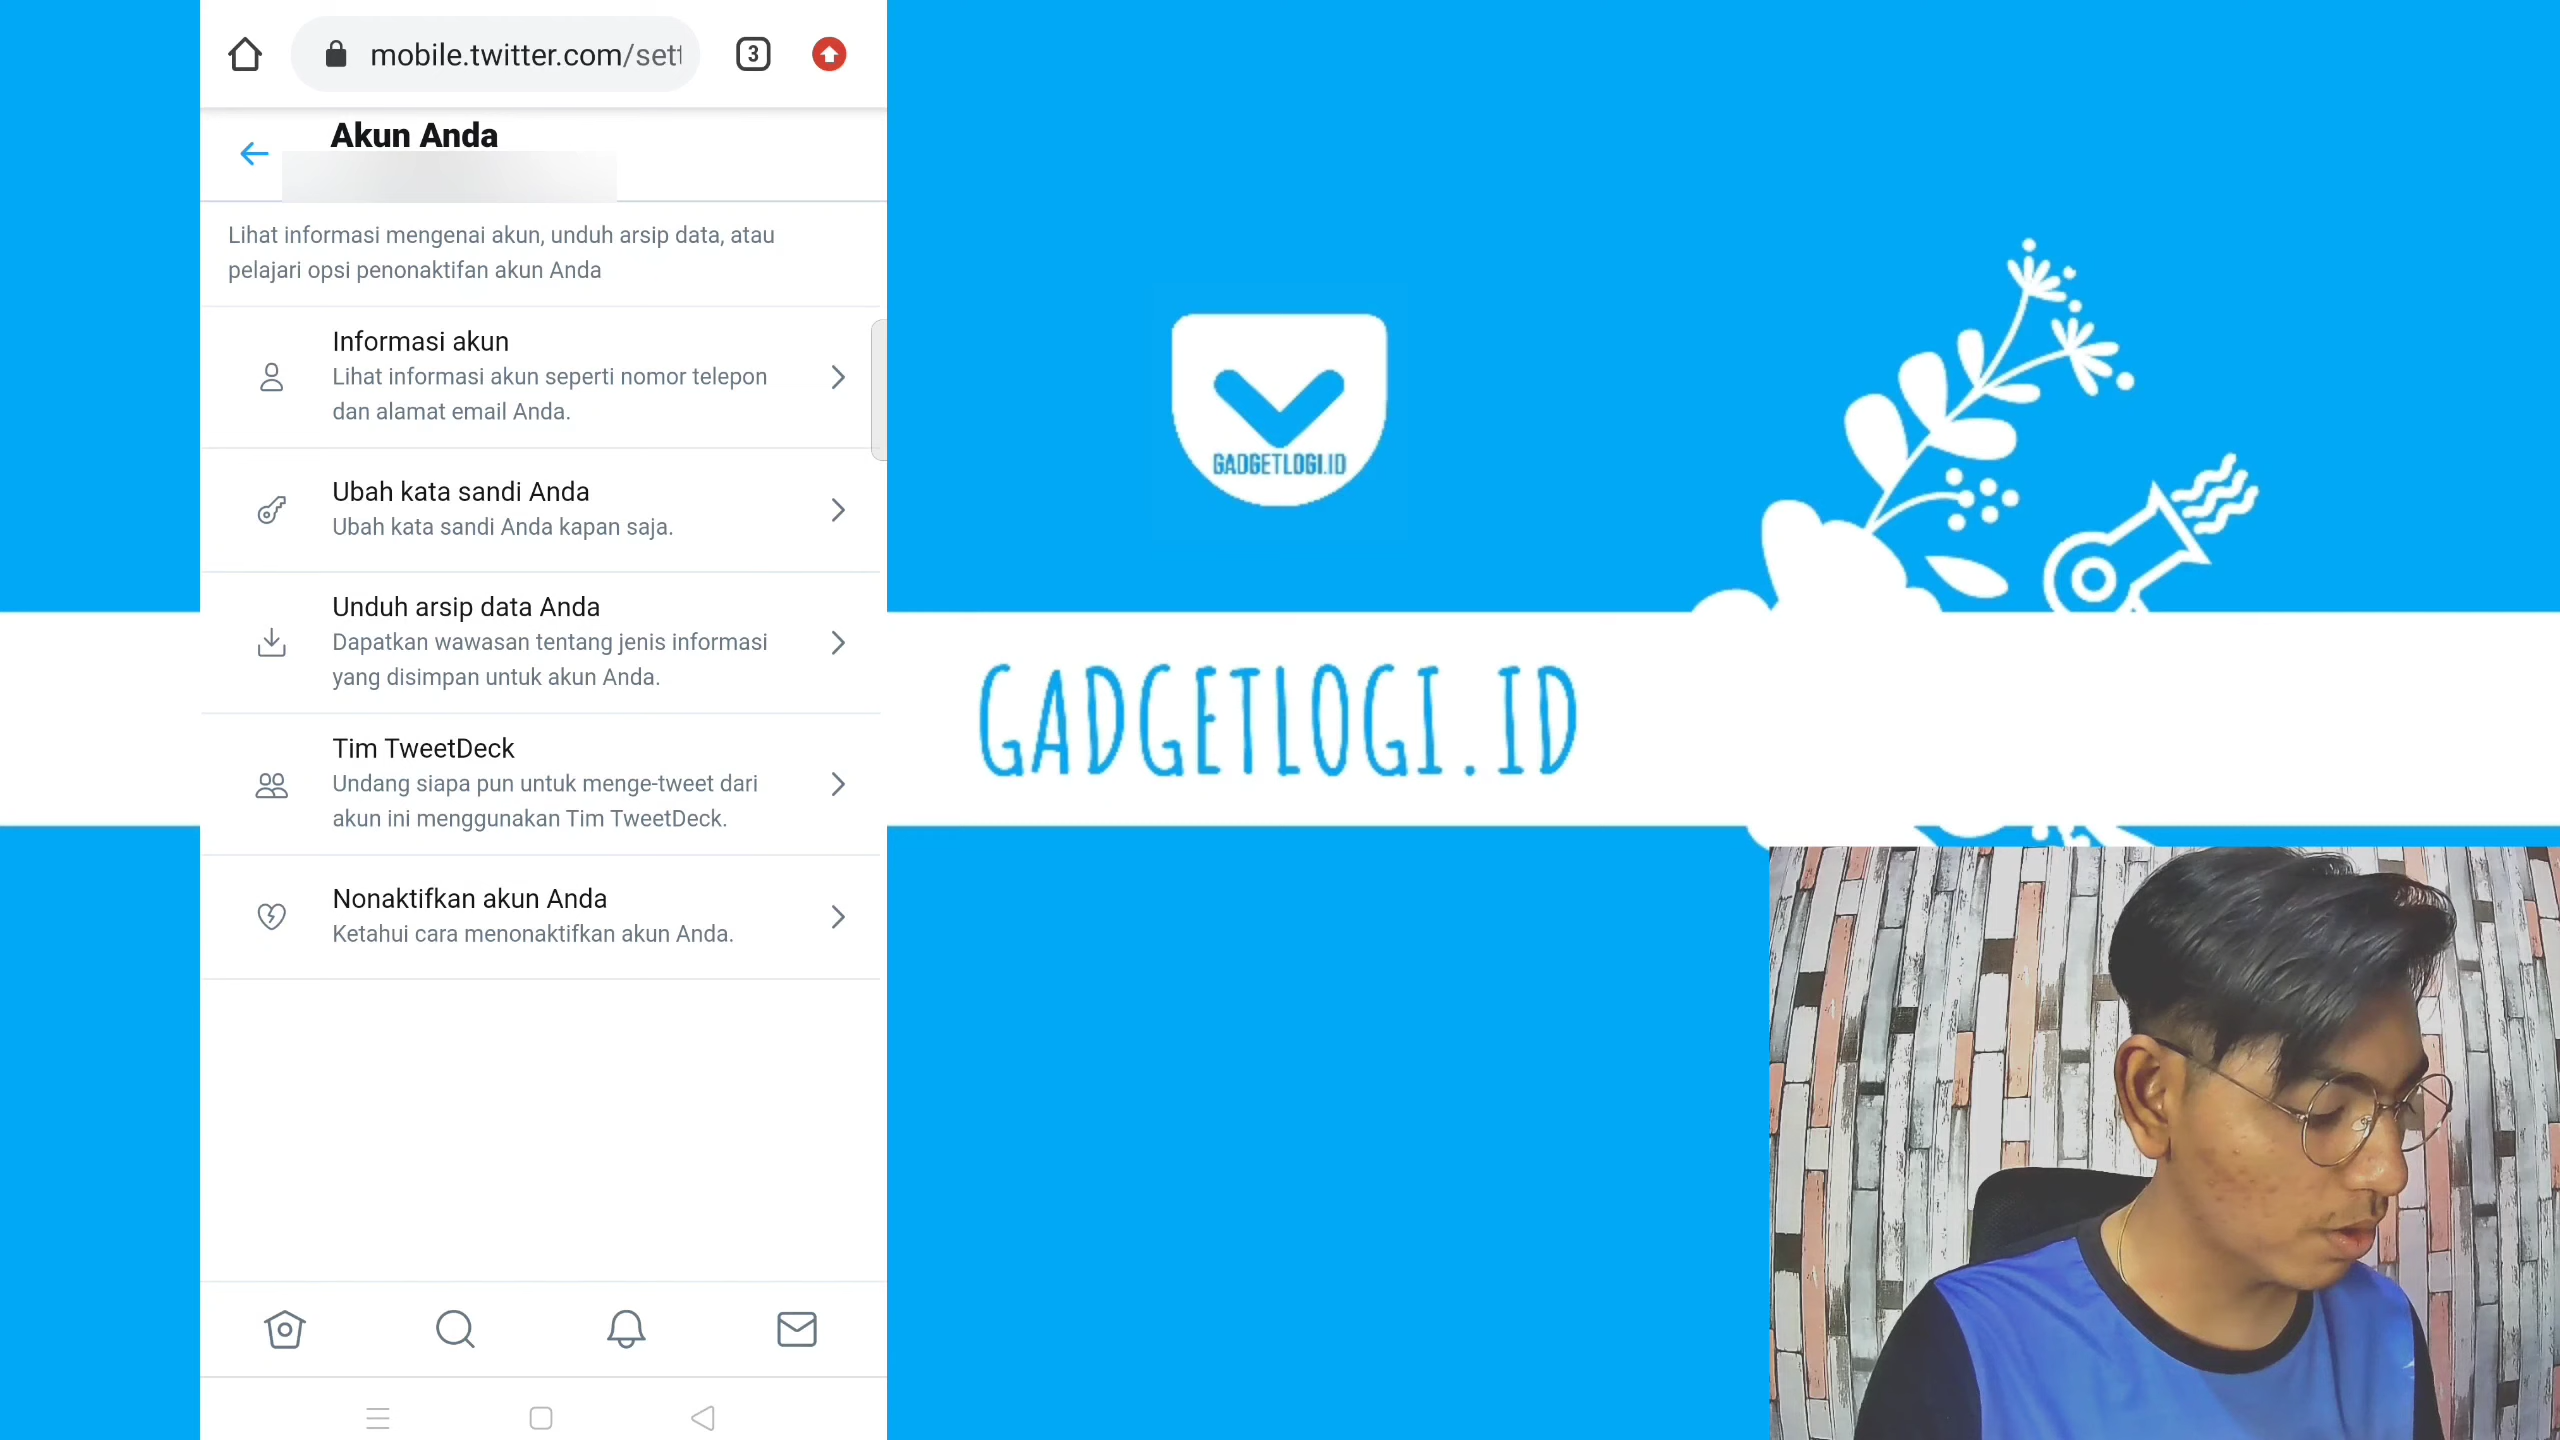 mobile.twitter.com/sett
3
Akun Anda
Lihat informasi mengenai akun, unduh arsip data, atau
pelajari opsi penonaktifan akun Anda
Informasi akun
Lihat informasi akun seperti nomor telepon
dan alamat email Anda.
Ubah kata sandi Anda
Ubah kata sandi Anda kapan saja.
Unduh arsip data Anda
Dapatkan wawasan tentang jenis informasi
yang disimpan untuk akun Anda.
Tim TweetDeck
Undang siapa pun untuk menge-tweet dari
akun ini menggunakan Tim TweetDeck.
Nonaktifkan akun Anda
Ketahui cara menonaktifkan akun Anda.
GADGETLOGI.ID
GADGETLOGI.ID